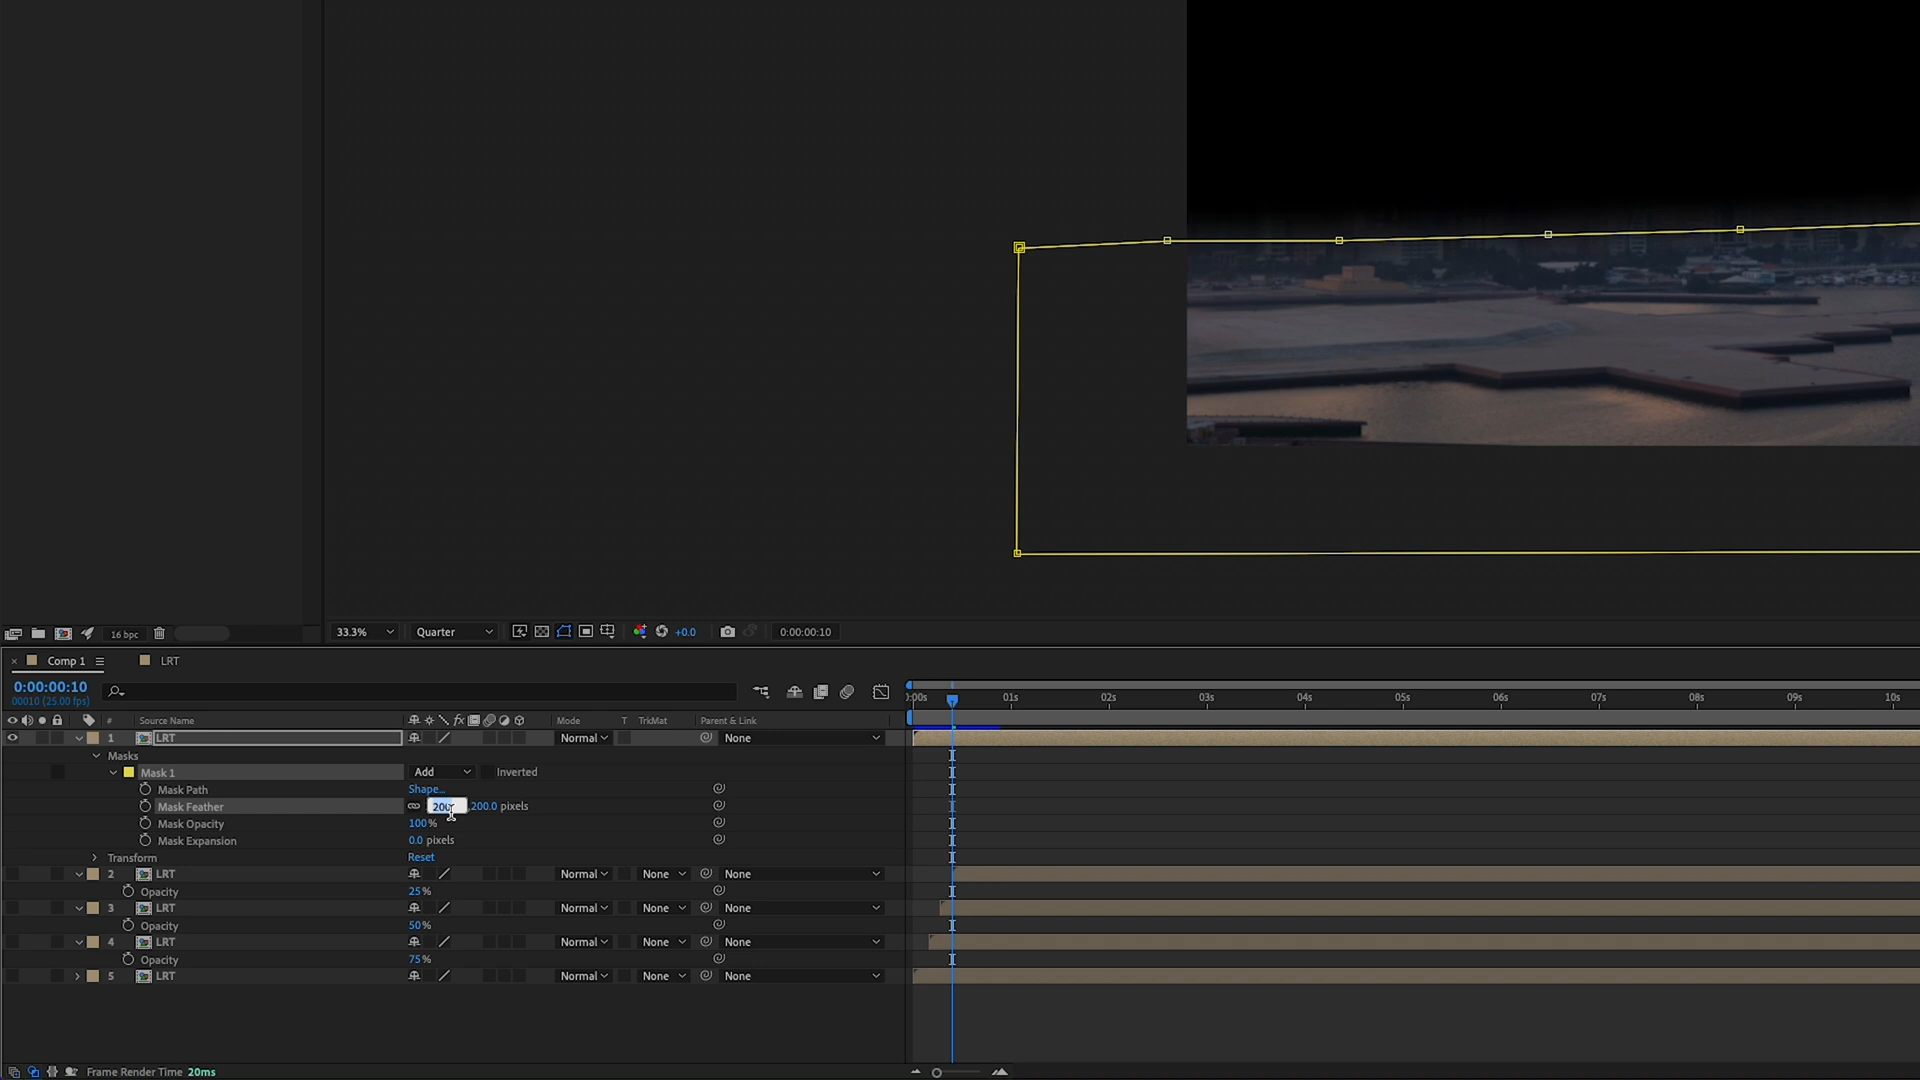 16 bpc
33.3%
Quarter
+0.0
0:00:00:10
Comp 1
LRT
0:00:00:10
00010 (25.00 fps)
:00s
01s
02s
03s
04s
05s
06s
07s
08s
09s
10s
#
Source Name
fx
Mode
T
TrkMat
Parent & Link
1
LRT
Normal
None
Masks
Mask 1
Add
Inverted
Mask Path
Shape...
Mask Feather
200
,200.0 pixels
Mask Opacity
100%
Mask Expansion
0.0 pixels
Transform
Reset
2
LRT
Normal
None
None
Opacity
25%
3
LRT
Normal
None
None
Opacity
50%
4
LRT
Normal
None
None
Opacity
75%
5
LRT
Normal
None
None
Frame Render Time 20ms